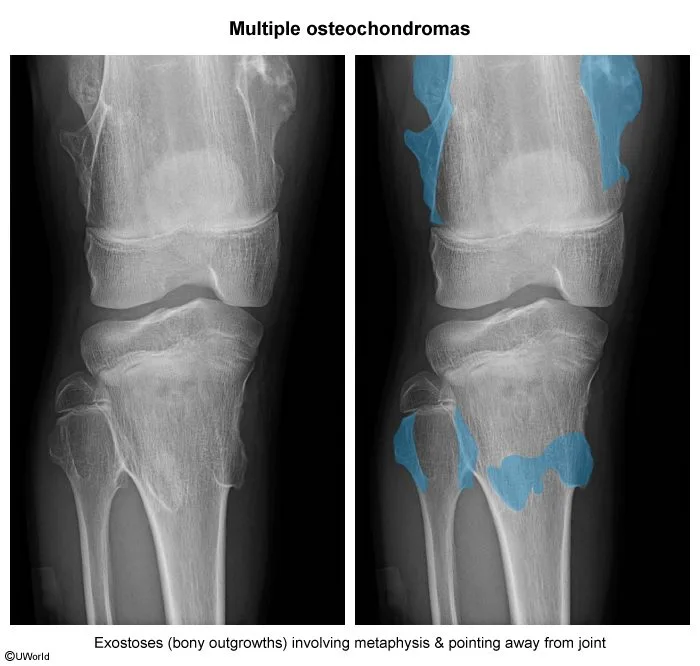 Multiple osteochondromas
Exostoses (bony outgrowths) involving metaphysis & pointing away from joint
©UWorld